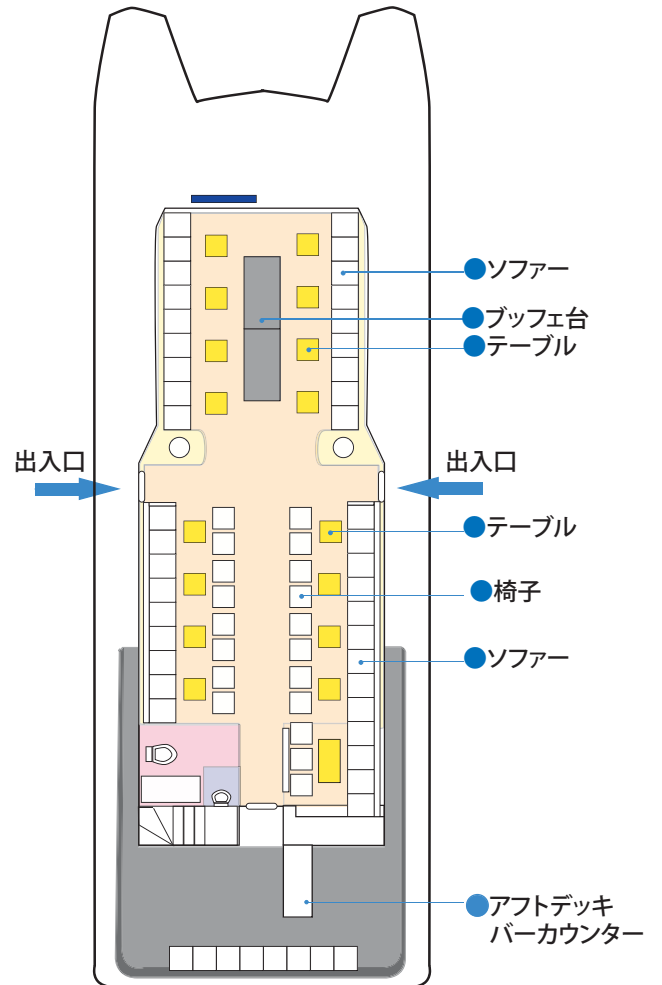 ソファー
ブッフェ台
テーブル
出入口
出入口
テーブル
椅子
ソファー
アフトデッキ
バーカウンター